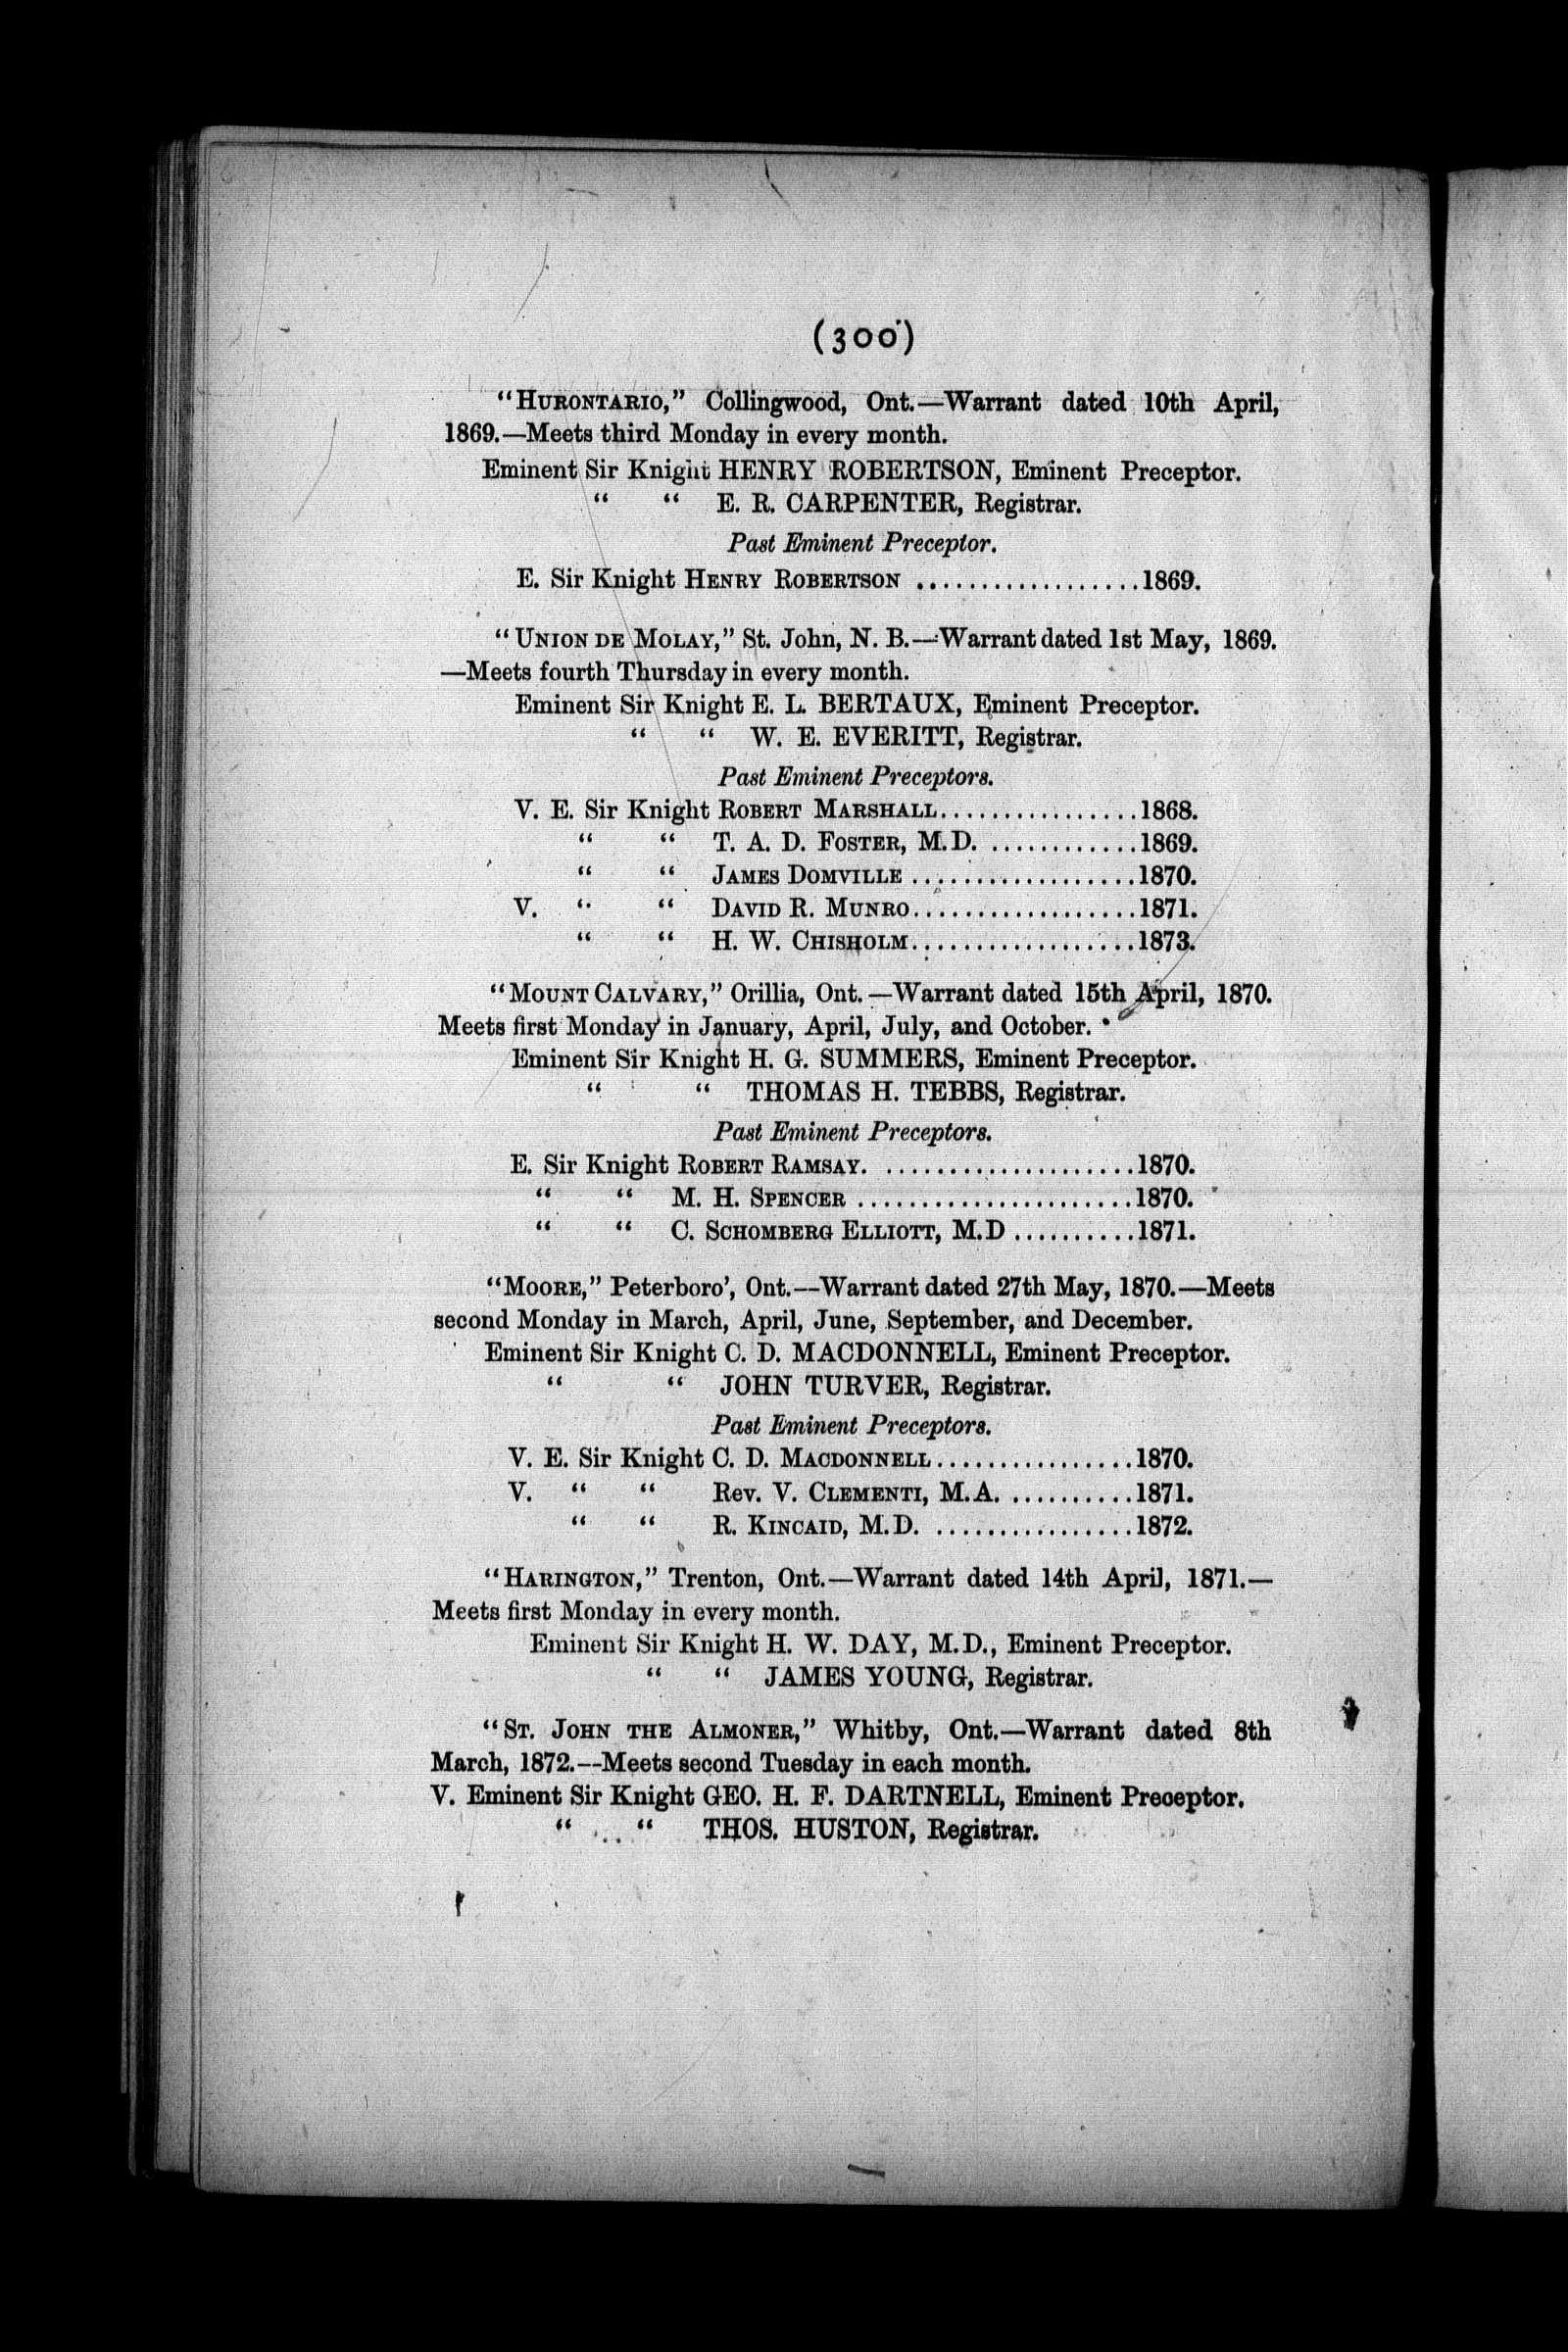 (300)
“HURONTARIO,” Collingwood, Ont.—Warrant dated 10th April,
1869.—Meets third Monday in every month.
Eminent Sir Knight HENRY ROBERTSON, Eminent Preceptor.
“ “ E. R. CARPENTER, Registrar.
Past Eminent Preceptor.
E. Sir Knight HENRY ROBERTSON ..................1869.
“UNION DE MOLAY,” St. John, N. B.—Warrant dated 1st May, 1869.
—Meets fourth Thursday in every month.
Eminent Sir Knight E. L. BERTAUX, Eminent Preceptor.
“ “ W. E. EVERITT, Registrar.
Past Eminent Preceptors.
V. E. Sir Knight ROBERT MARSHALL................1868.
“ “ T. A. D. FOSTER, M.D. ............1869.
“ “ JAMES DOMVILLE ..................1870.
V. “ “ DAVID R. MUNRO..................1871.
“ “ H. W. CHISHOLM..................1873.
“MOUNT CALVARY,” Orillia, Ont.—Warrant dated 15th April, 1870.
Meets first Monday in January, April, July, and October.
Eminent Sir Knight H. G. SUMMERS, Eminent Preceptor.
“ “ THOMAS H. TEBBS, Registrar.
Past Eminent Preceptors.
E. Sir Knight ROBERT RAMSAY. ....................1870.
“ “ M. H. SPENCER ......................1870.
“ “ C. SCHOMBERG ELLIOTT, M.D ..........1871.
“MOORE,” Peterboro’, Ont.—Warrant dated 27th May, 1870.—Meets
second Monday in March, April, June, September, and December.
Eminent Sir Knight C. D. MACDONNELL, Eminent Preceptor.
“ “ JOHN TURVER, Registrar.
Past Eminent Preceptors.
V. E. Sir Knight C. D. MACDONNELL................1870.
V. “ “ Rev. V. CLEMENTI, M.A. ..........1871.
“ “ R. KINCAID, M.D. ................1872.
“HARINGTON,” Trenton, Ont.—Warrant dated 14th April, 1871.—
Meets first Monday in every month.
Eminent Sir Knight H. W. DAY, M.D., Eminent Preceptor.
“ “ JAMES YOUNG, Registrar.
“ST. JOHN THE ALMONER,” Whitby, Ont.—Warrant dated 8th
March, 1872.—Meets second Tuesday in each month.
V. Eminent Sir Knight GEO. H. F. DARTNELL, Eminent Preceptor.
“ “ THOS. HUSTON, Registrar.